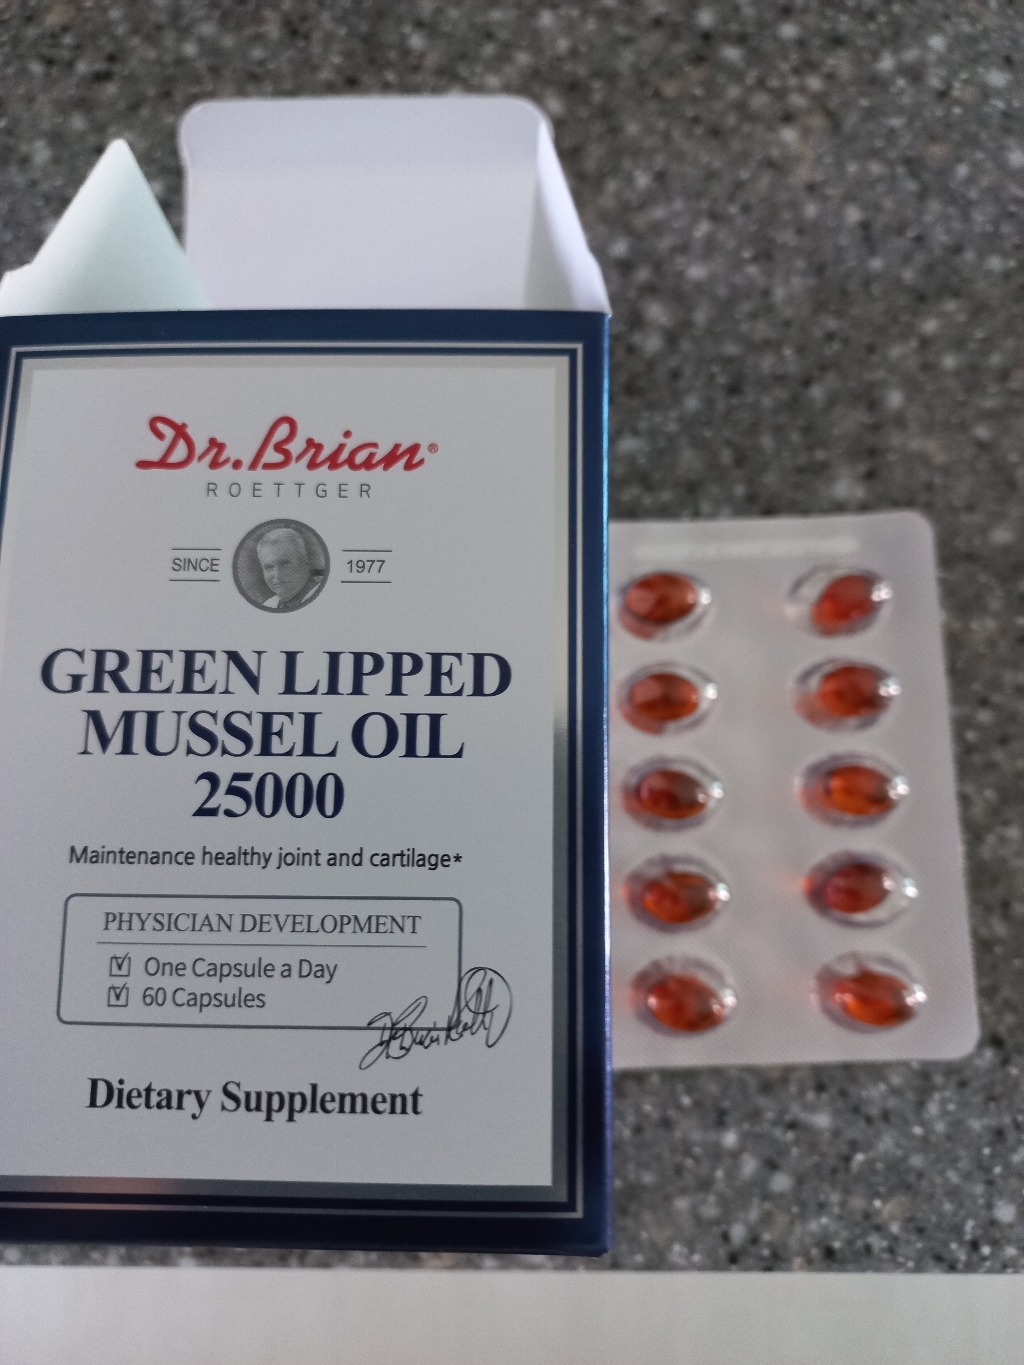 Dr.Brian®
ROETTGER
SINCE 1977
GREEN LIPPED
MUSSEL OIL
25000
Maintenance healthy joint and cartilage*
PHYSICIAN DEVELOPMENT
One Capsule a Day
60 Capsules
Dietary Supplement